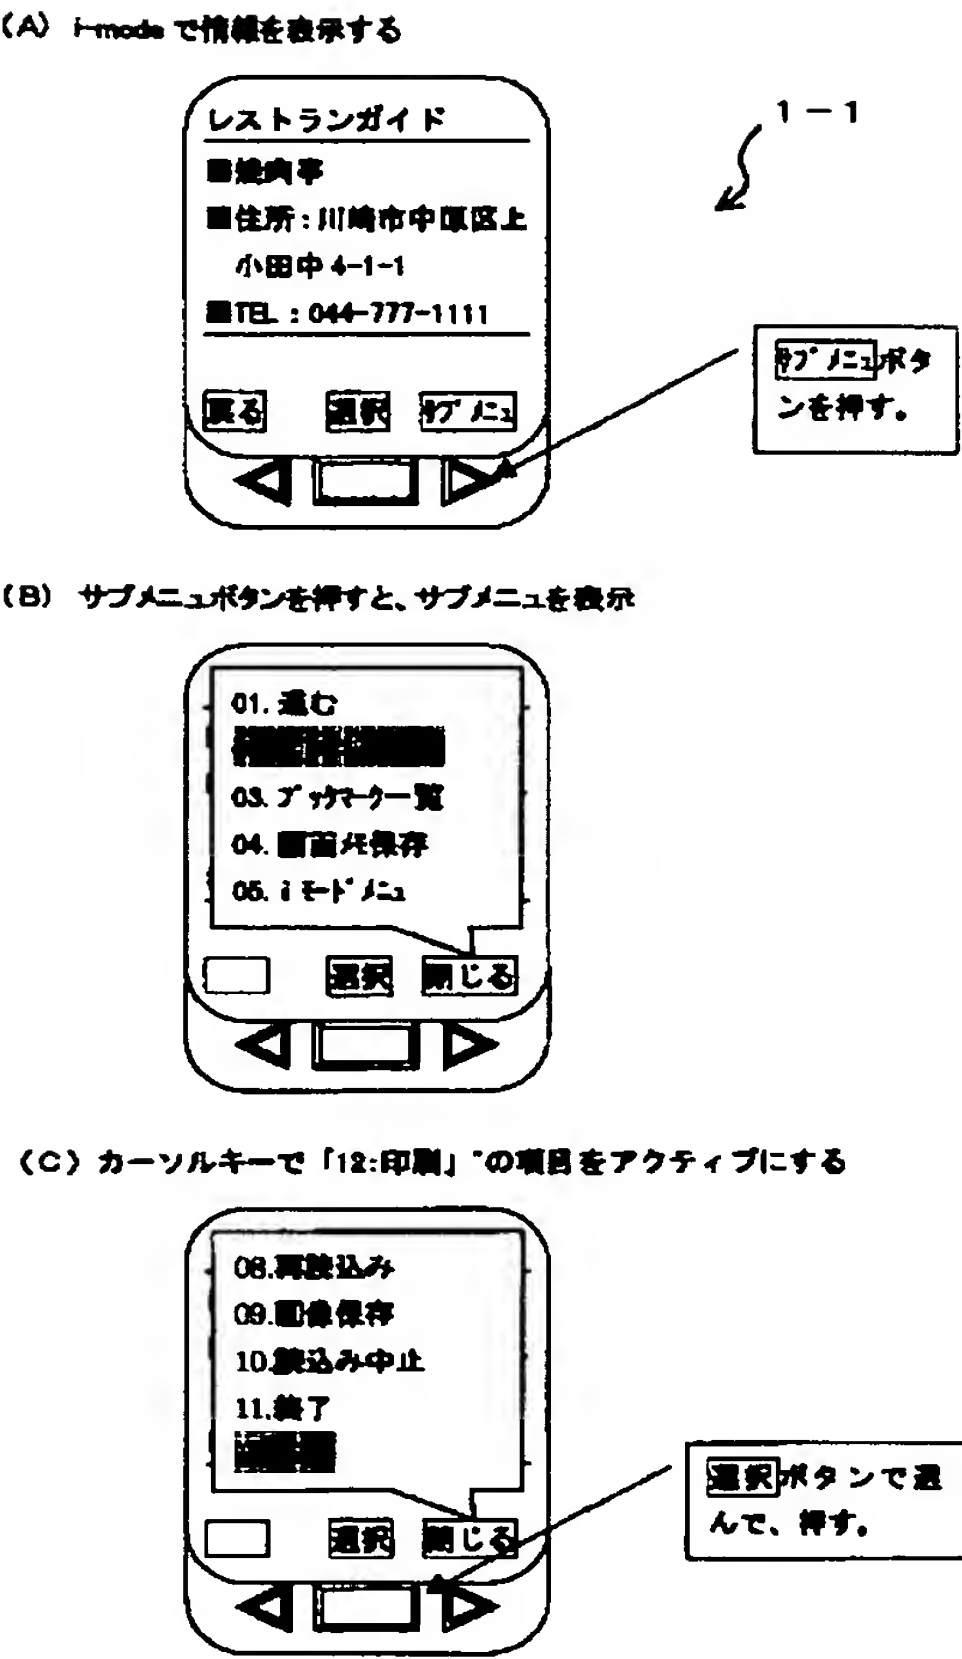 (A) i-mode で情報を表示する
1－1
レストランガイド
■焼肉亭
■住所：川崎市中原区上
小田中 4-1-1
■TEL：044-777-1111
戻る 選択 ｻﾌﾞﾒﾆｭ
ｻﾌﾞﾒﾆｭボタ
ンを押す。
(B) サブメニュボタンを押すと、サブメニュを表示
01. 進む
03. ﾌﾞｯｸﾏｰｸ一覧
04. 画面ﾒﾓ保存
05. i ﾓｰﾄﾞﾒﾆｭ
選択 閉じる
(C) カーソルキーで「12:印刷」"の項目をアクティブにする
08.再読込み
09.画像保存
10.読込み中止
11.終了
選択 閉じる
選択ボタンで選
んで、押す。